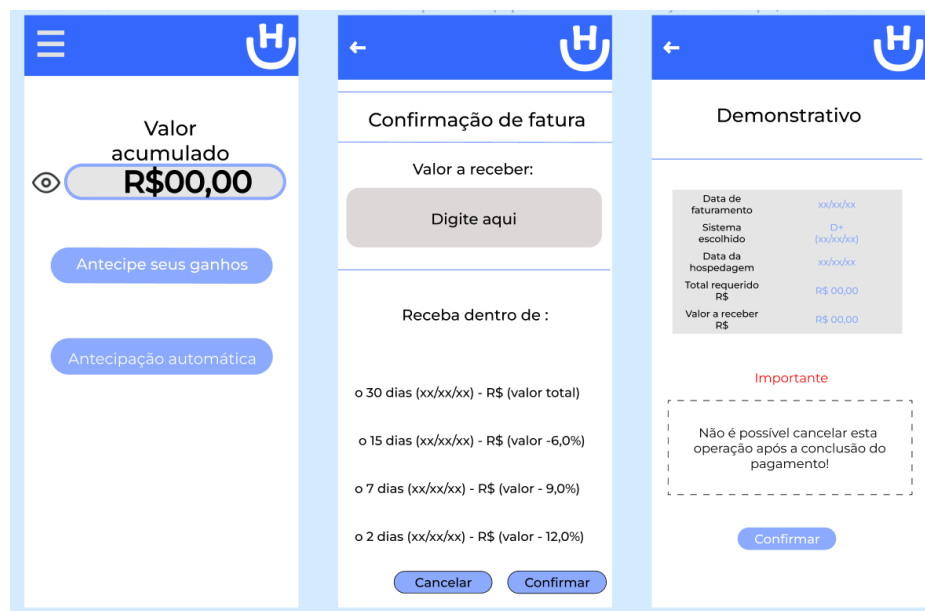 H
Valor
acumulado
R$00,00
Antecipe seus ganhos
Antecipação automática
H
Confirmação de fatura
Valor a receber:
Digite aqui
Receba dentro de :
o 30 dias (xx/xx/xx) - R$ (valor total)
o 15 dias (xx/xx/xx) - R$ (valor -6,0%)
o 7 dias (xx/xx/xx) - R$ (valor - 9,0%)
o 2 dias (xx/xx/xx) - R$ (valor - 12,0%)
Cancelar
Confirmar
H
Demonstrativo
Data de
faturamento
xx/xx/xx
Sistema
escolhido
D+
(xx/xx/xx)
Data da
hospedagem
xx/xx/xx
Total requerido
R$
R$ 00,00
Valor a receber
R$
R$ 00,00
Importante
Não é possível cancelar esta
operação após a conclusão do
pagamento!
Confirmar